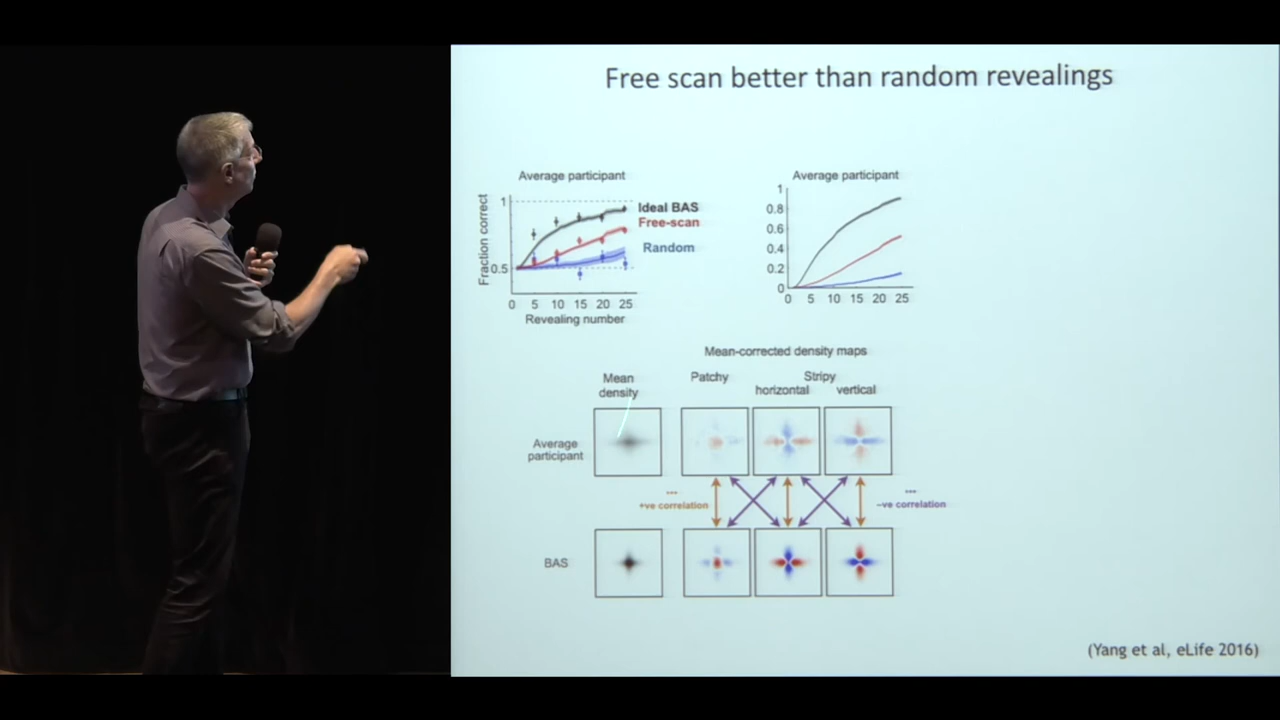 Free scan better than random revealings
Average participant
Fraction correct
1
0.5
0 5 10 15 20 25
Revealing number
Ideal BAS
Free-scan
Random
Average participant
1
0.8
0.6
0.4
0.2
0
0 5 10 15 20 25
Mean-corrected density maps
Mean
density
Patchy
Stripy
horizontal
vertical
Average
participant
***
+ve correlation
***
–ve correlation
BAS
(Yang et al, eLife 2016)